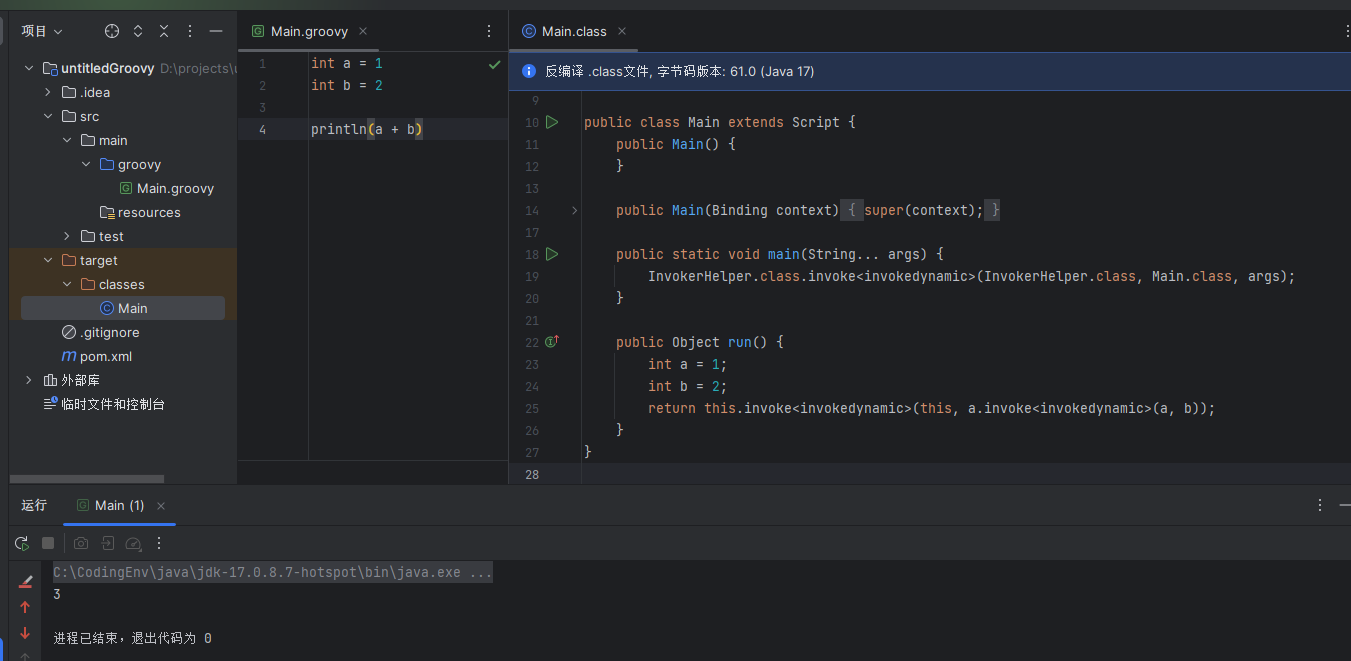 项目
untitledGroovy D:\projects\u
.idea
src
main
groovy
Main.groovy
resources
test
target
classes
Main
.gitignore
pom.xml
外部库
临时文件和控制台
Main.groovy
1 int a = 1
2 int b = 2
3
4 println(a + b)
Main.class
反编译 .class文件, 字节码版本: 61.0 (Java 17)
9
10 public class Main extends Script {
11 public Main() {
12 }
13
14 public Main(Binding context) { super(context); }
17
18 public static void main(String... args) {
19 InvokerHelper.class.invoke<invokedynamic>(InvokerHelper.class, Main.class, args);
20 }
21
22 public Object run() {
23 int a = 1;
24 int b = 2;
25 return this.invoke<invokedynamic>(this, a.invoke<invokedynamic>(a, b));
26 }
27 }
28
运行 Main (1)
C:\CodingEnv\java\jdk-17.0.8.7-hotspot\bin\java.exe ...
3
进程已结束，退出代码为 0